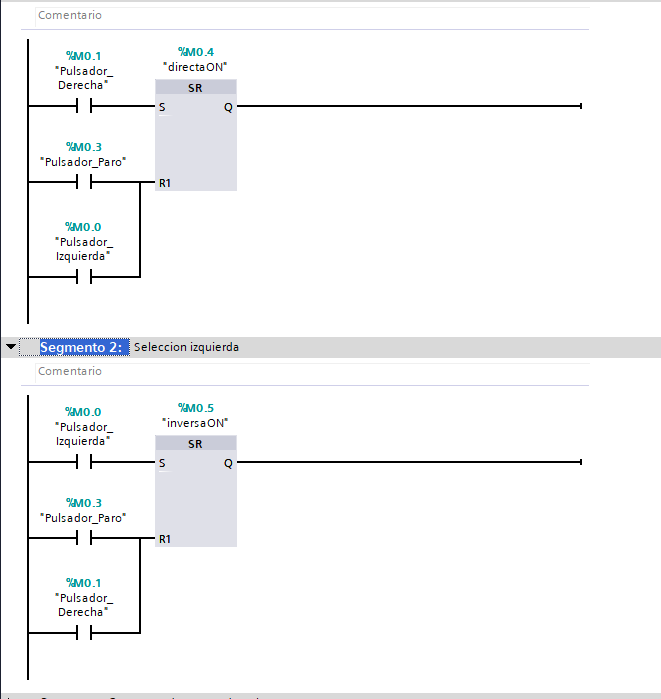 Comentario
%M0.1
"Pulsador_
Derecha"
%M0.4
"directaON"
SR
S
Q
%M0.3
"Pulsador_Paro"
R1
%M0.0
"Pulsador_
Izquierda"
Segmento 2: Seleccion izquierda
Comentario
%M0.0
"Pulsador_
Izquierda"
%M0.5
"inversaON"
SR
S
Q
%M0.3
"Pulsador_Paro"
R1
%M0.1
"Pulsador_
Derecha"